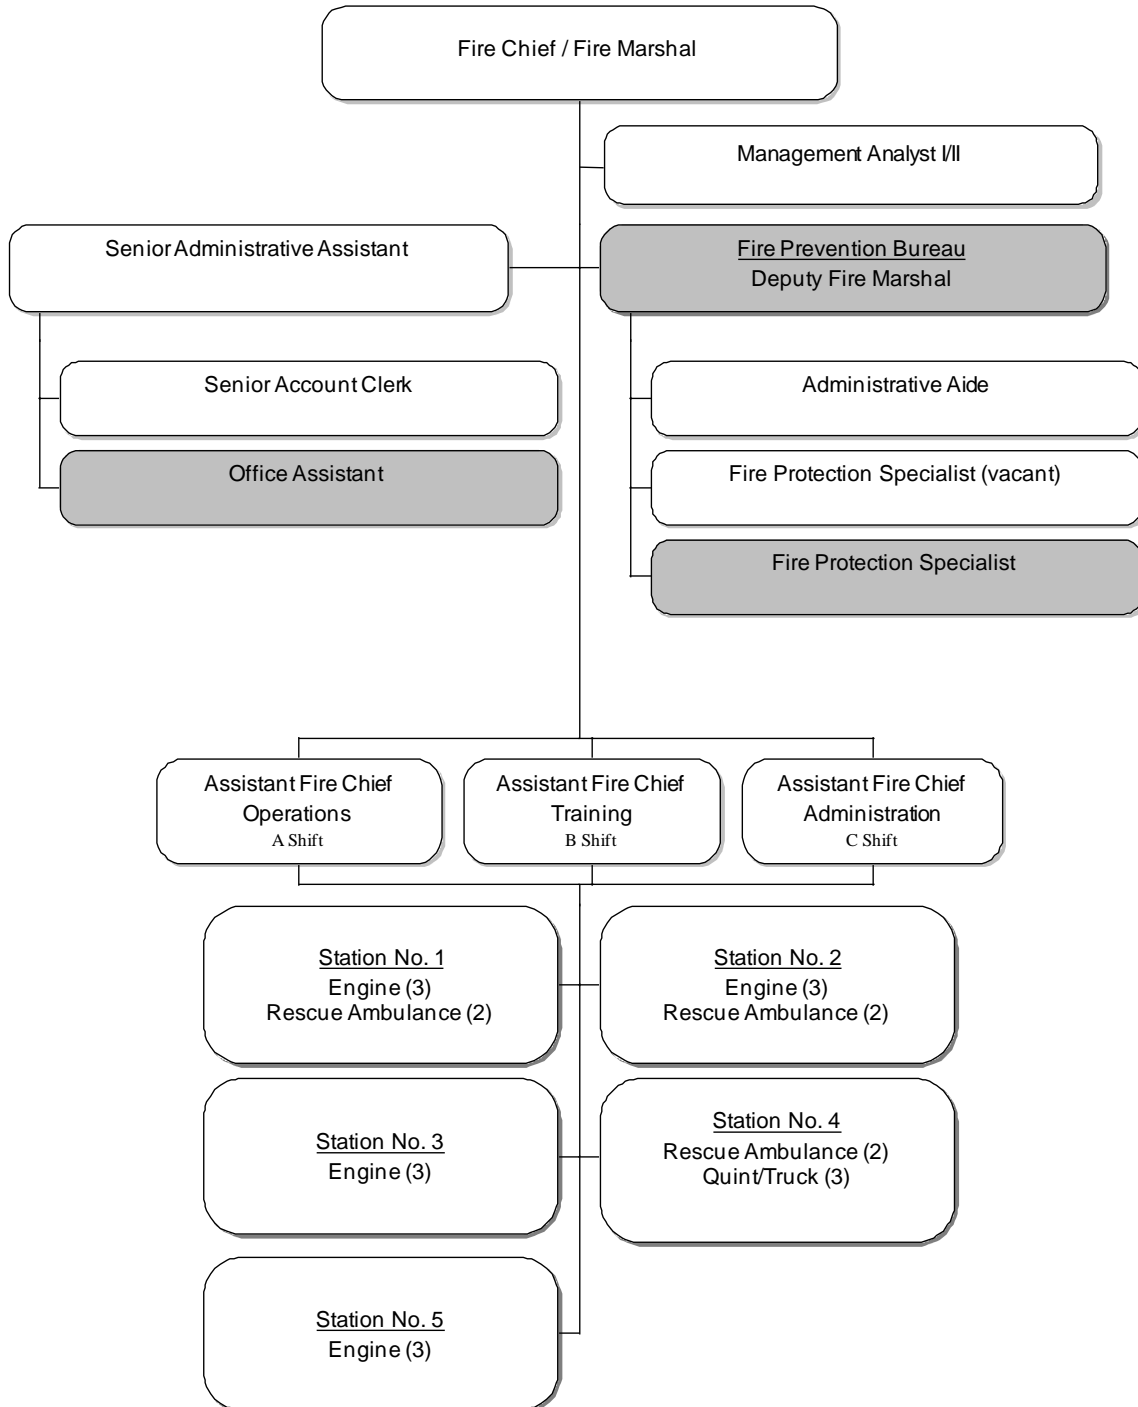 Fire Chief / Fire Marshal
Management Analyst I/II
Senior Administrative Assistant
Fire Prevention Bureau
Deputy Fire Marshal
Senior Account Clerk
Office Assistant
Administrative Aide
Fire Protection Specialist (vacant)
Fire Protection Specialist
Assistant Fire Chief
Operations
A Shift
Assistant Fire Chief
Training
B Shift
Assistant Fire Chief
Administration
C Shift
Station No. 1
Engine (3)
Rescue Ambulance (2)
Station No. 2
Engine (3)
Rescue Ambulance (2)
Station No. 3
Engine (3)
Station No. 4
Rescue Ambulance (2)
Quint/Truck (3)
Station No. 5
Engine (3)